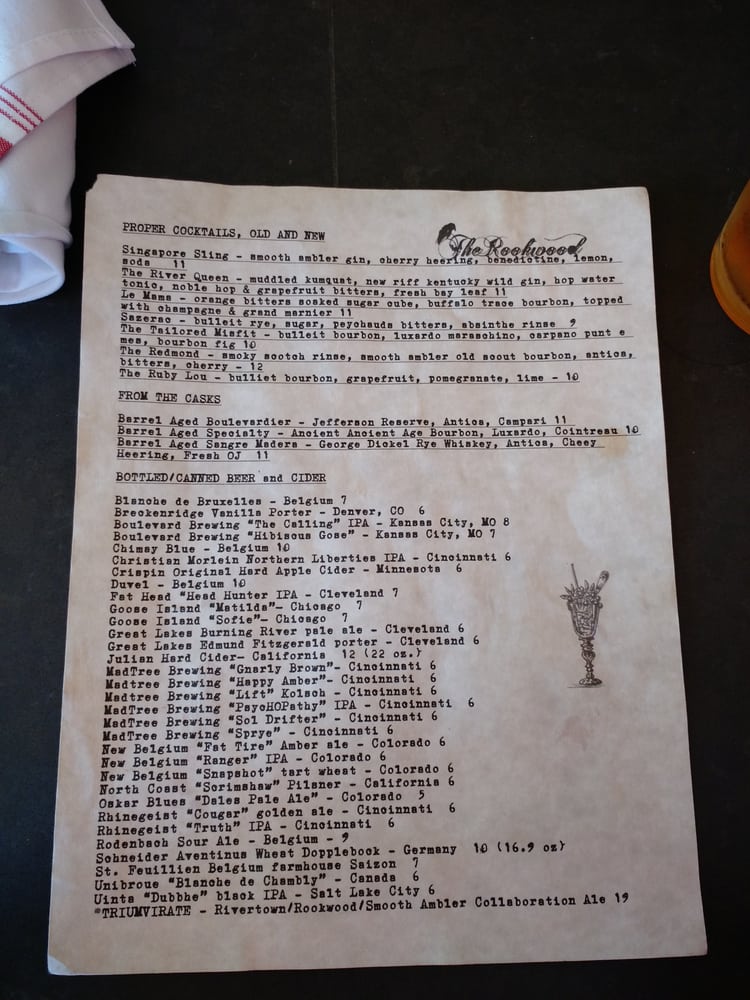 PROPER COCKTAILS, OLD AND NEW
The Rookwood
Singapore Sling - smooth ambler gin, cherry heering, benedictine, lemon,
soda 11
The River Queen - muddled kumquat, new riff kentucky wild gin, hop water
tonic, noble hop & grapefruit bitters, fresh bay leaf 11
Le Mama - orange bitters soaked sugar cube, buffalo trace bourbon, topped
with champagne & grand marnier 11
Sazerac - bulleit rye, sugar, peychauds bitters, absinthe rinse 9
The Tailored Misfit - bulleit bourbon, luxardo maraschino, carpano punt e
mes, bourbon fig 10
The Redmond - smoky scotch rinse, smooth ambler old scout bourbon, antica,
bitters, cherry - 12
The Ruby Lou - bulliet bourbon, grapefruit, pomegranate, lime - 10
FROM THE CASKS
Barrel Aged Boulevardier - Jefferson Reserve, Antica, Campari 11
Barrel Aged Specialty - Ancient Ancient Age Bourbon, Luxardo, Cointreau 10
Barrel Aged Sangre Madera - George Dickel Rye Whiskey, Antica, Cheey
Heering, Fresh OJ 11
BOTTLED/CANNED BEER and CIDER
Blanche de Bruxelles - Belgium 7
Breckenridge Vanilla Porter - Denver, CO 6
Boulevard Brewing "The Calling" IPA - Kansas City, MO 8
Boulevard Brewing "Hibiscus Gose" - Kansas City, MO 7
Chimay Blue - Belgium 10
Christian Morlein Northern Liberties IPA - Cincinnati 6
Crispin Original Hard Apple Cider - Minnesota 6
Duvel - Belgium 10
Fat Head "Head Hunter IPA - Cleveland 7
Goose Island "Matilda"- Chicago 7
Goose Island "Sofie"- Chicago 7
Great Lakes Burning River pale ale - Cleveland 6
Great Lakes Edmund Fitzgerald porter - Cleveland 6
Julian Hard Cider- California 12 (22 oz.)
MadTree Brewing "Gnarly Brown"- Cincinnati 6
Madtree Brewing "Happy Amber"- Cincinnati 6
Madtree Brewing "Lift" Kolsch - Cincinnati 6
MadTree Brewing "PsycHOPathy" IPA - Cincinnati 6
MadTree Brewing "Sol Drifter" - Cincinnati 6
MadTree Brewing "Sprye" - Cincinnati 6
New Belgium "Fat Tire" Amber ale - Colorado 6
New Belgium "Ranger" IPA - Colorado 6
New Belgium "Snapshot" tart wheat - Colorado 6
North Coast "Scrimshaw" Pilsner - California 6
Oskar Blues "Dales Pale Ale" - Colorado 5
Rhinegeist "Cougar" golden ale - Cincinnati 6
Rhinegeist "Truth" IPA - Cincinnati 6
Rodenbach Sour Ale - Belgium - 9
Schneider Aventinus Wheat Dopplebock - Germany 10 (16.9 oz)
St. Feuillien Belgium farmhouse Saizon 7
Unibroue "Blanche de Chambly" - Canada 6
Uinta "Dubbhe" black IPA - Salt Lake City 6
*TRIUMVIRATE - Rivertown/Rookwood/Smooth Ambler Collaboration Ale 19